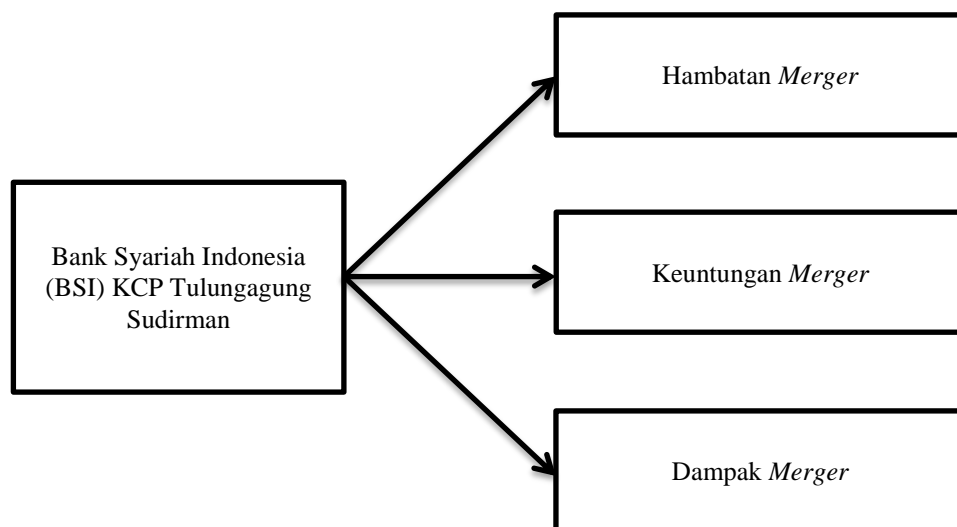 Hambatan Merger
Bank Syariah Indonesia
(BSI) KCP Tulungagung
Sudirman
Keuntungan Merger
Dampak Merger